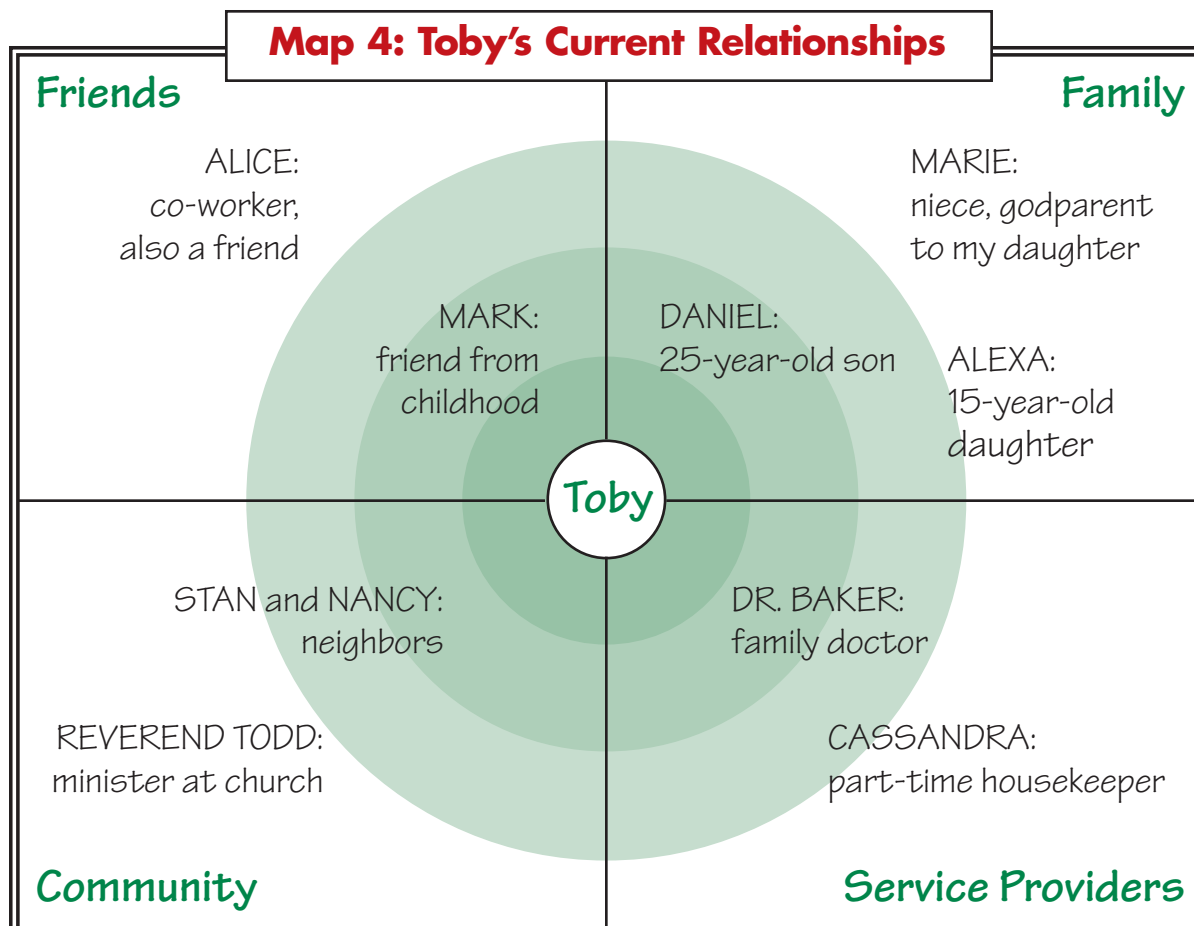 Map 4: Toby's Current Relationships
Friends
ALICE:
co-worker,
also a friend
MARK:
friend from
childhood
Family
MARIE:
niece, godparent
to my daughter
DANIEL:
25-year-old son
ALEXA:
15-year-old
daughter
Toby
STAN and NANCY:
neighbors
REVEREND TODD:
minister at church
Community
DR. BAKER:
family doctor
CASSANDRA:
part-time housekeeper
Service Providers